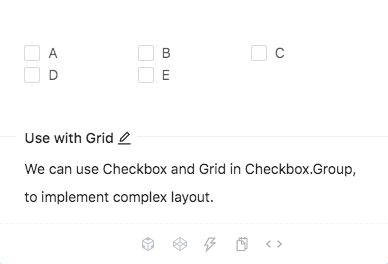 A B C
D E
Use with Grid
We can use Checkbox and Grid in Checkbox.Group,
to implement complex layout.